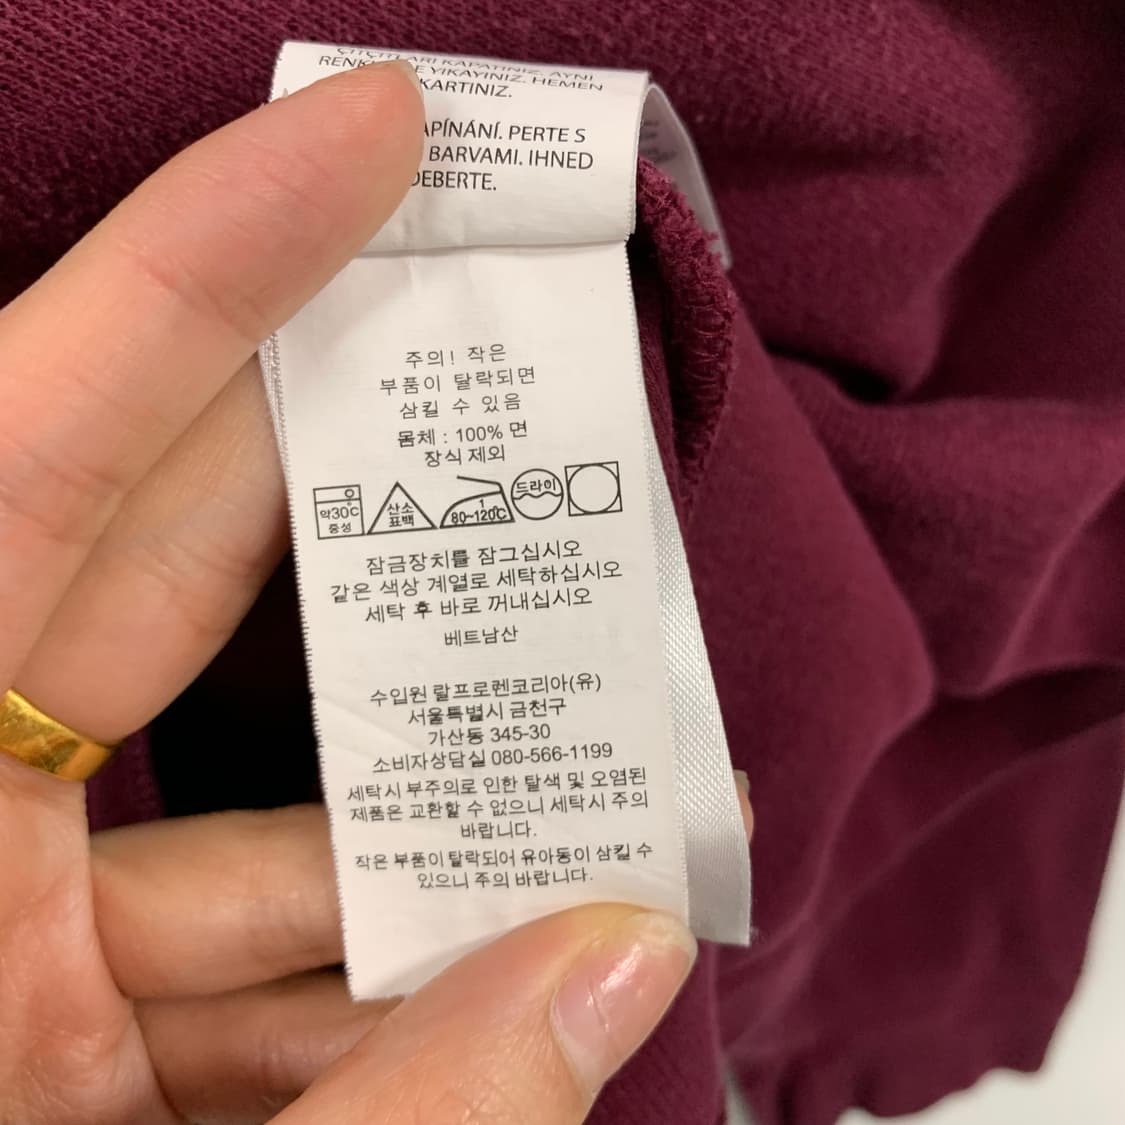 ÇITÇITLARI KAPATINIZ. AYNI
YIKAYINIZ. HEMEN
KARTINIZ.
APÍNÁNÍ. PERTE S
BARVAMI. IHNED
DEBERTE.
주의! 작은
부품이 탈락되면
삼킬 수 있음
몸체 : 100% 면
장식 제외
약30℃
중성
산소
표백
1
80~120℃
드라이
잠금장치를 잠그십시오
같은 색상 계열로 세탁하십시오
세탁 후 바로 꺼내십시오
베트남산
수입원 랄프로렌코리아(유)
서울특별시 금천구
가산동 345-30
소비자상담실 080-566-1199
세탁시 부주의로 인한 탈색 및 오염된
제품은 교환할 수 없으니 세탁시 주의
바랍니다.
작은 부품이 탈락되어 유아동이 삼킬 수
있으니 주의 바랍니다.